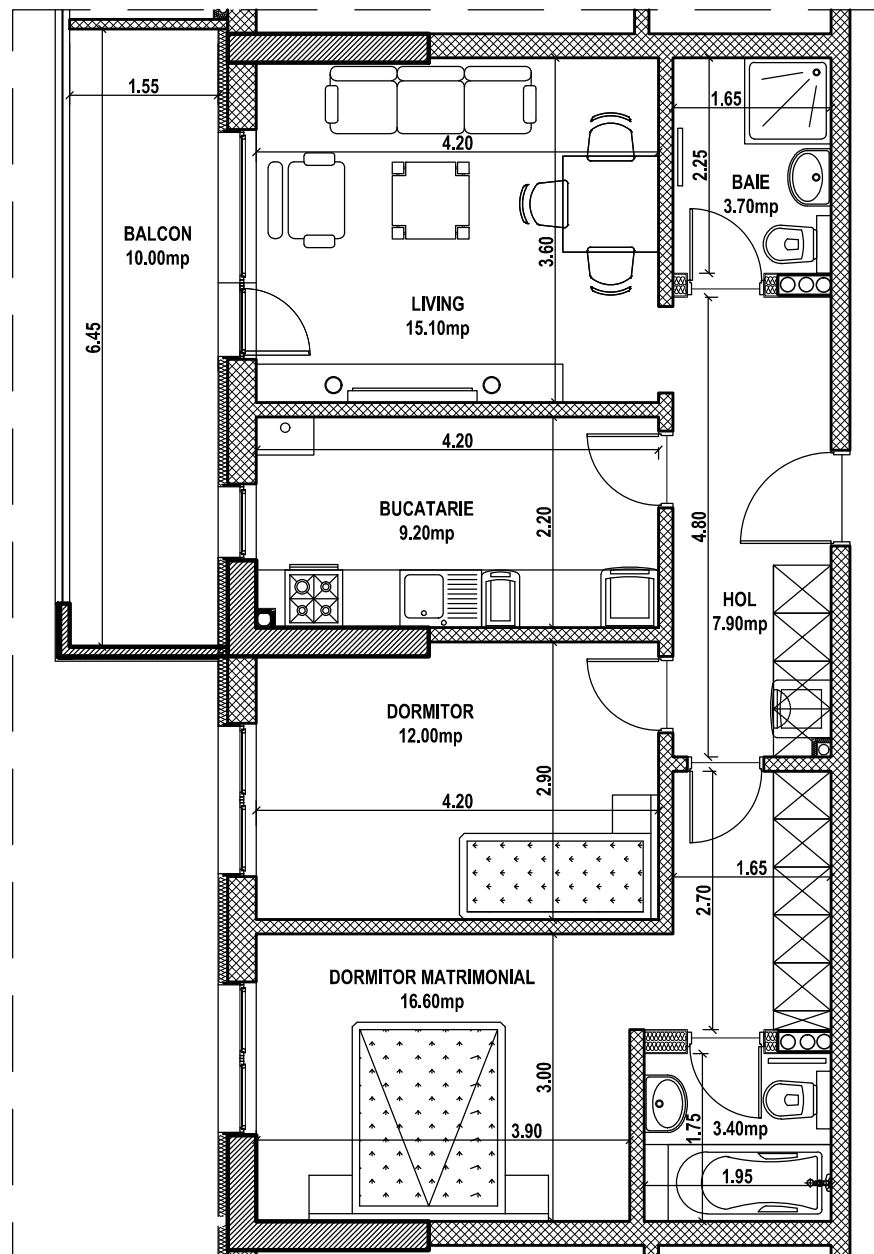 1.55
4.20
1.65
2.25
BAIE
3.70mp
BALCON
10.00mp
3.60
LIVING
15.10mp
6.45
4.20
BUCATARIE
9.20mp
2.20
4.80
HOL
7.90mp
DORMITOR
12.00mp
2.90
4.20
1.65
2.70
DORMITOR MATRIMONIAL
16.60mp
3.00
3.90
1.75
3.40mp
1.95